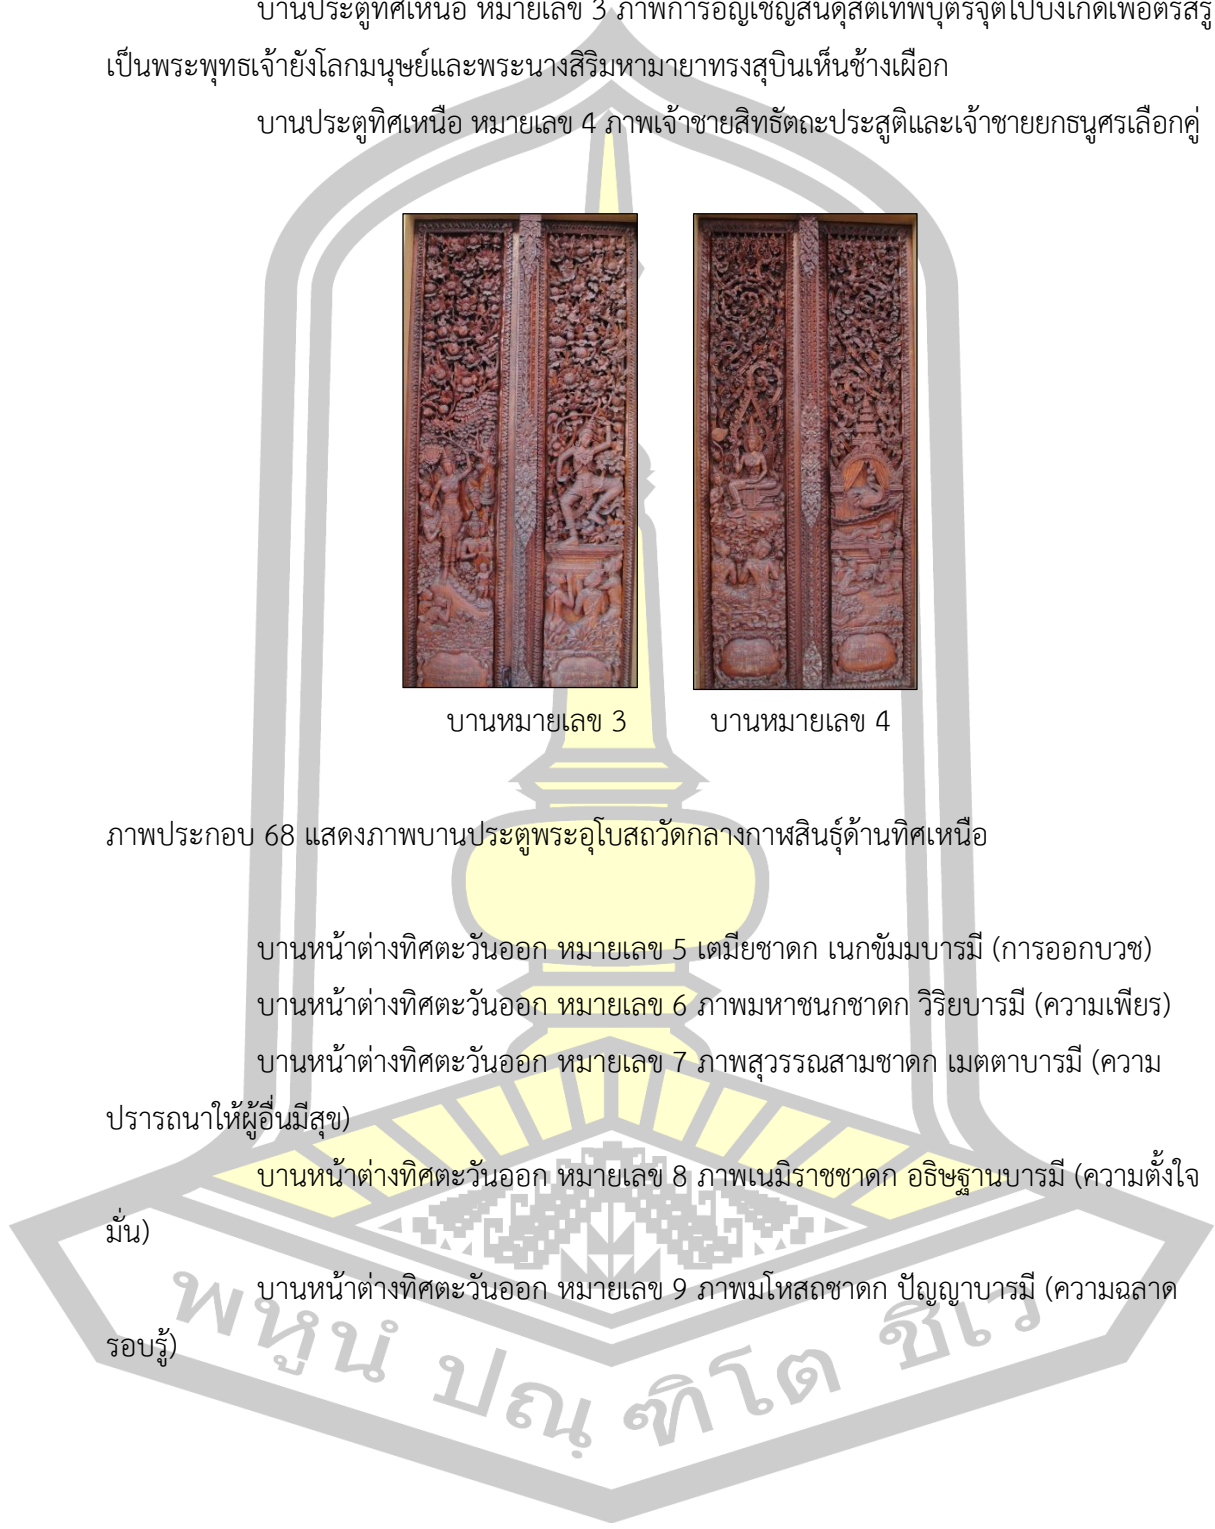 บานประตูทิศเหนือ หมายเลข 3 ภาพการอัญเชิญสันดุสิตเทพบุตรจุติไปบังเกิดเพื่อตรัสรู้
เป็นพระพุทธเจ้ายังโลกมนุษย์และพระนางสิริมหามายาทรงสุบินเห็นช้างเผือก
บานประตูทิศเหนือ หมายเลข 4 ภาพเจ้าชายสิทธัตถะประสูติและเจ้าชายยกธนูศรเลือกคู่
บานหมายเลข 3 บานหมายเลข 4
ภาพประกอบ 68 แสดงภาพบานประตูพระอุโบสถวัดกลางกาฬสินธุ์ด้านทิศเหนือ
บานหน้าต่างทิศตะวันออก หมายเลข 5 เตมียชาดก เนกขัมมบารมี (การออกบวช)
บานหน้าต่างทิศตะวันออก หมายเลข 6 ภาพมหาชนกชาดก วิริยบารมี (ความเพียร)
บานหน้าต่างทิศตะวันออก หมายเลข 7 ภาพสุวรรณสามชาดก เมตตาบารมี (ความ
ปรารถนาให้ผู้อื่นมีสุข)
บานหน้าต่างทิศตะวันออก หมายเลข 8 ภาพเนมิราชชาดก อธิษฐานบารมี (ความตั้งใจ
มั่น)
บานหน้าต่างทิศตะวันออก หมายเลข 9 ภาพมโหสถชาดก ปัญญาบารมี (ความฉลาด
รอบรู้)
พหูนํ ปณฺฑิโต ชีเว